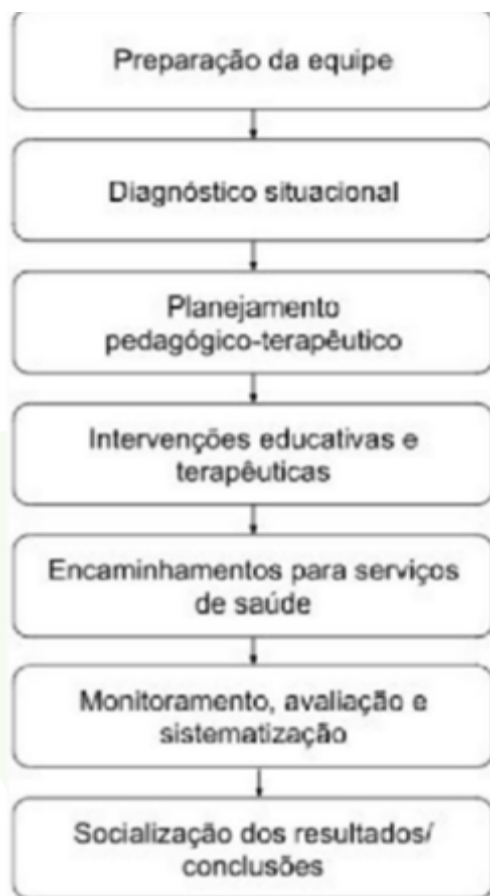 Preparação da equipe
Diagnóstico situacional
Planejamento
pedagógico-terapêutico
Intervenções educativas e
terapêuticas
Encaminhamentos para serviços
de saúde
Monitoramento, avaliação e
sistematização
Socialização dos resultados/
conclusões